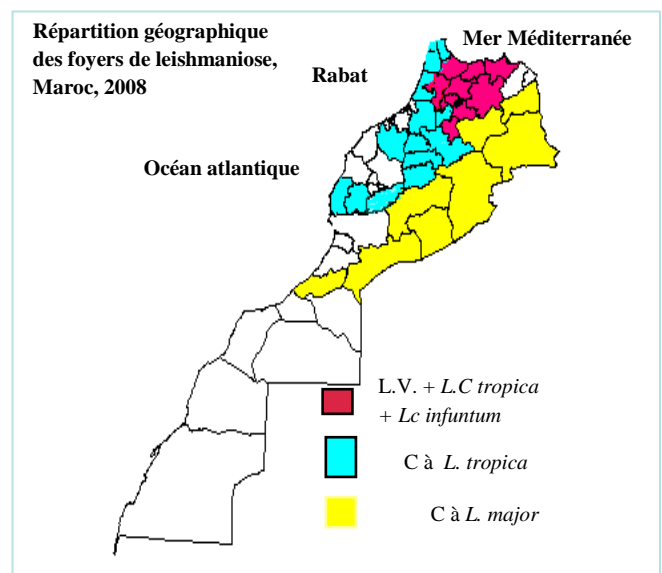 Répartition géographique
des foyers de leishmaniose,
Maroc, 2008
Mer Méditerranée
Rabat
Océan atlantique
L.V. + L.C tropica
+ Lc infuntum
C à L. tropica
C à L. major